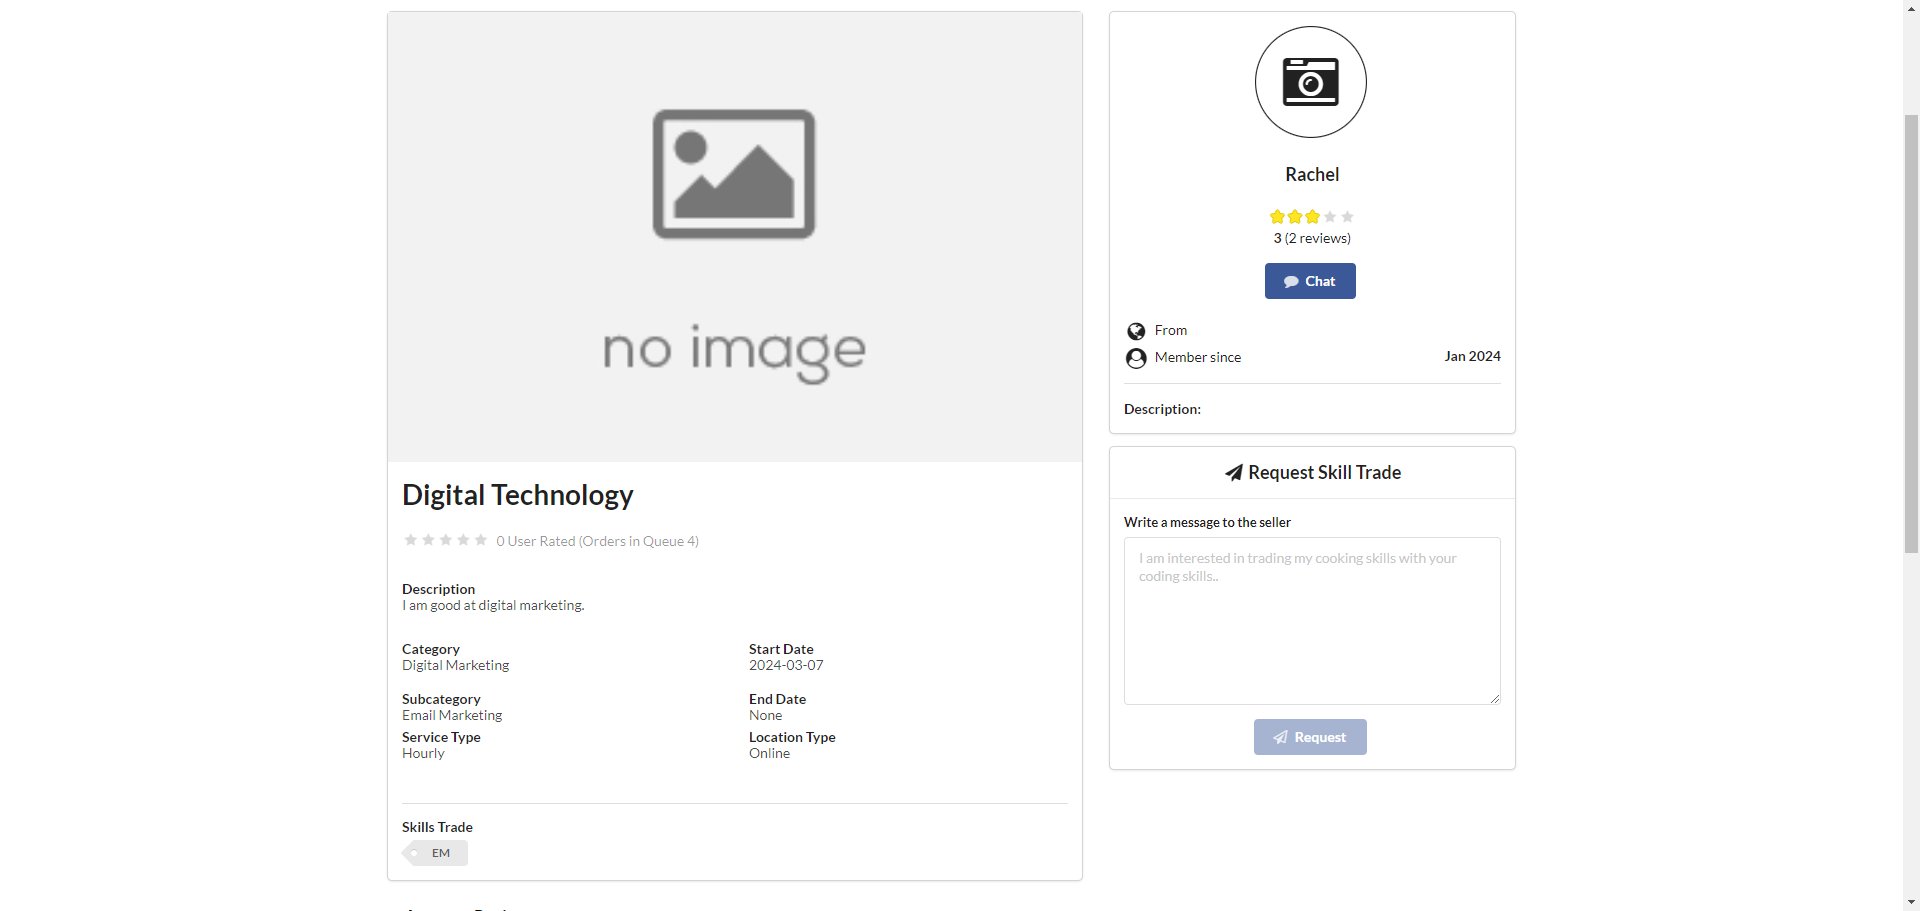 no image
Digital Technology
0 User Rated (Orders in Queue 4)
Description
I am good at digital marketing.
Category
Digital Marketing
Start Date
2024-03-07
Subcategory
Email Marketing
End Date
None
Service Type
Hourly
Location Type
Online
Skills Trade
EM
Rachel
3 (2 reviews)
Chat
From
Member since Jan 2024
Description:
Request Skill Trade
Write a message to the seller
I am interested in trading my cooking skills with your
coding skills..
Request